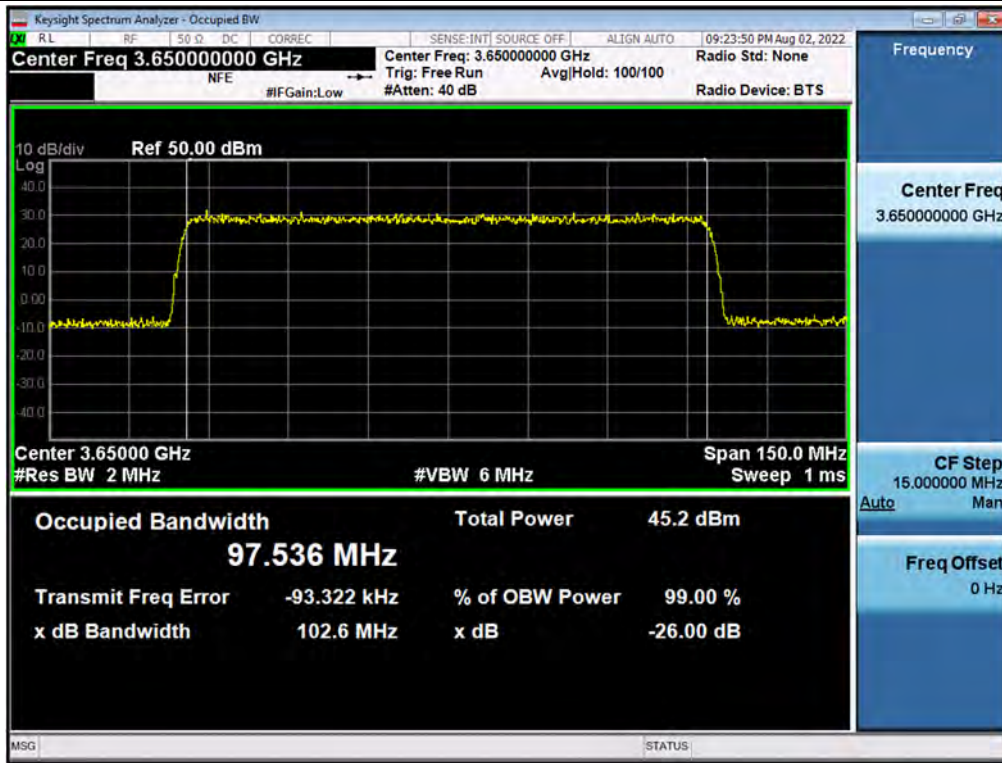 Keysight Spectrum Analyzer - Occupied BW
LXI RL RF 50 Ω DC CORREC SENSE:INT SOURCE OFF ALIGN AUTO 09:23:50 PM Aug 02, 2022
Center Freq 3.650000000 GHz Center Freq: 3.650000000 GHz Radio Std: None
NFE Trig: Free Run Avg|Hold: 100/100
#IFGain:Low #Atten: 40 dB Radio Device: BTS
10 dB/div Ref 50.00 dBm
Log
40.0
30.0
20.0
10.0
0.00
-10.0
-20.0
-30.0
-40.0
Center 3.65000 GHz Span 150.0 MHz
#Res BW 2 MHz #VBW 6 MHz Sweep 1 ms
Occupied Bandwidth Total Power 45.2 dBm
97.536 MHz
Transmit Freq Error -93.322 kHz % of OBW Power 99.00 %
x dB Bandwidth 102.6 MHz x dB -26.00 dB
MSG STATUS
Frequency
Center Freq
3.650000000 GHz
CF Step
15.000000 MHz
Auto Man
Freq Offset
0 Hz